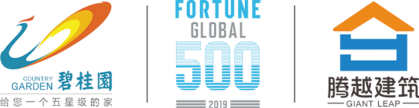 COUNTRY
GARDEN 碧桂園
给您一个五星级的家
FORTUNE
GLOBAL
500
2019
腾越建筑
GIANT LEAP